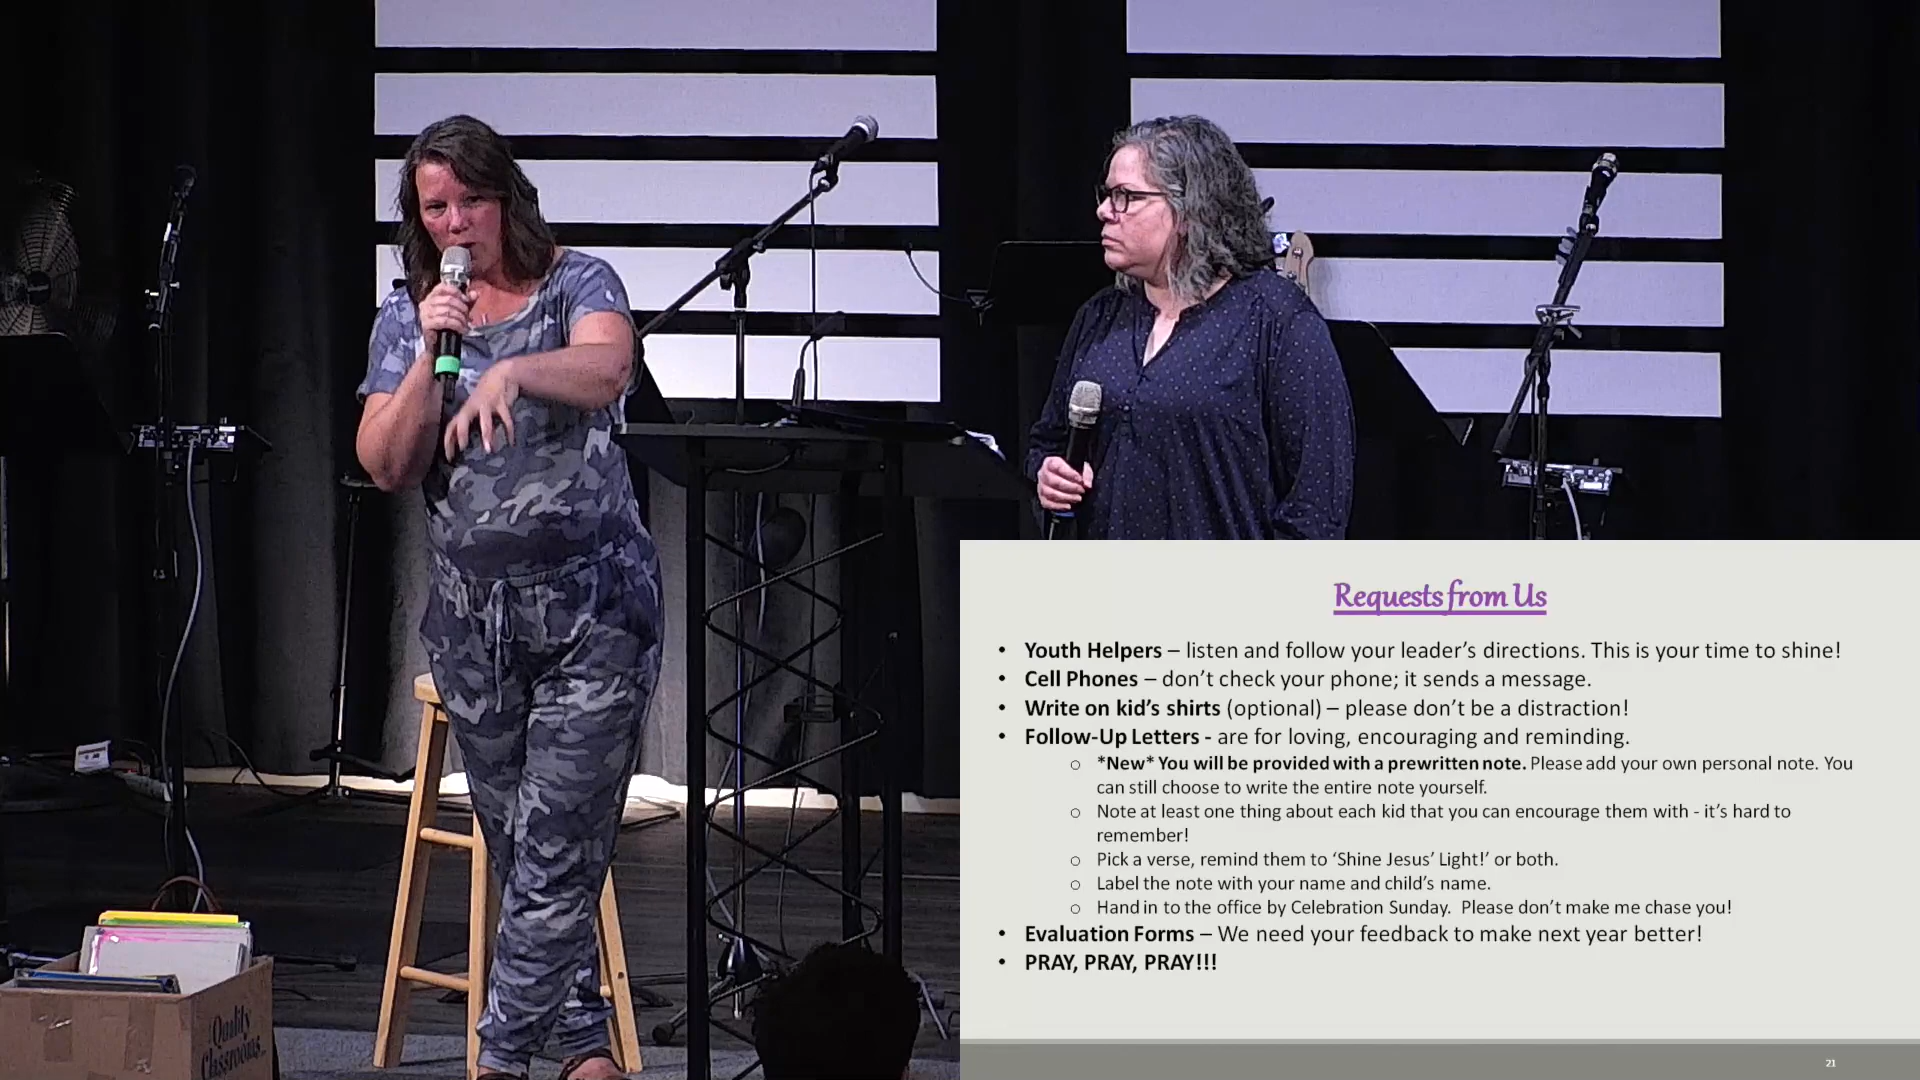 Requests from Us
• Youth Helpers – listen and follow your leader's directions. This is your time to shine!
• Cell Phones – don't check your phone; it sends a message.
• Write on kid's shirts (optional) – please don't be a distraction!
• Follow-Up Letters - are for loving, encouraging and reminding.
o *New* You will be provided with a prewritten note. Please add your own personal note. You
can still choose to write the entire note yourself.
o Note at least one thing about each kid that you can encourage them with - it's hard to
remember!
o Pick a verse, remind them to ‘Shine Jesus’ Light!’ or both.
o Label the note with your name and child's name.
o Hand in to the office by Celebration Sunday. Please don't make me chase you!
• Evaluation Forms – We need your feedback to make next year better!
• PRAY, PRAY, PRAY!!!
21
Quality
Classrooms